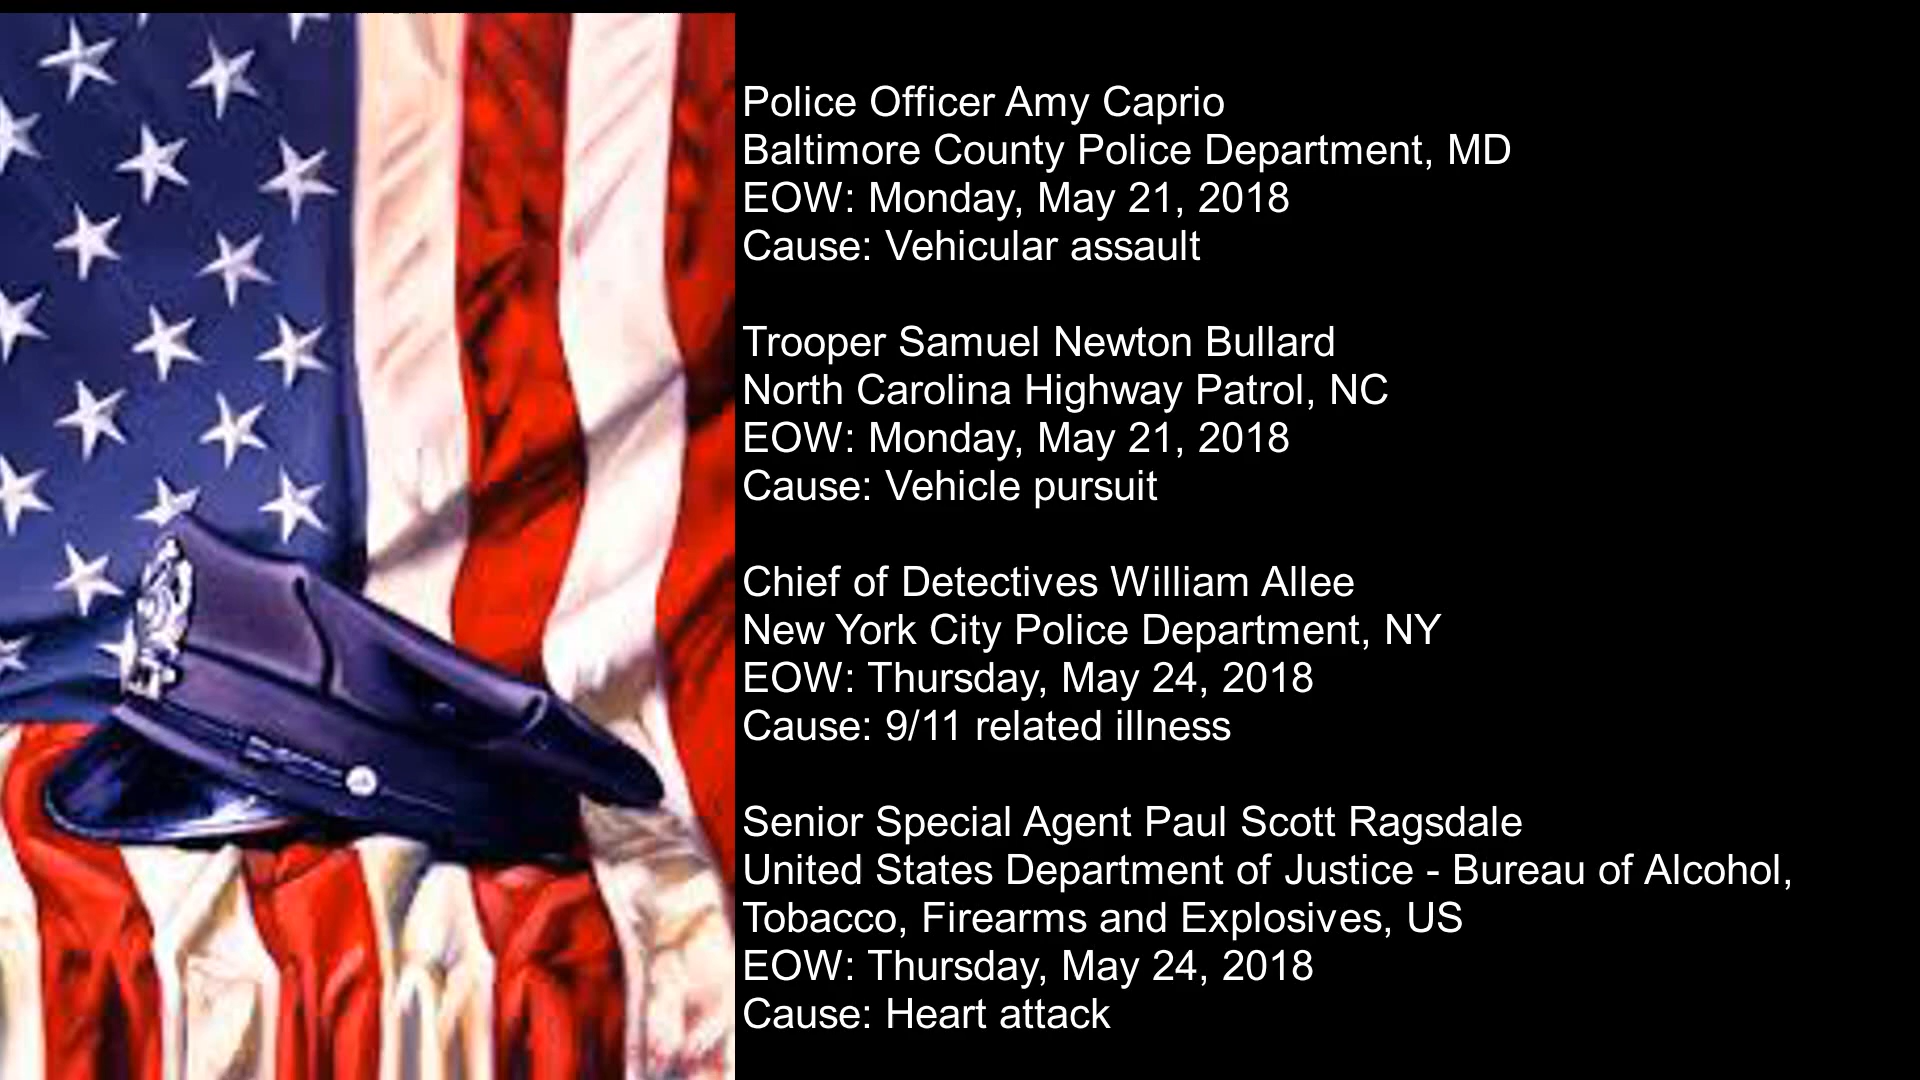 Police Officer Amy Caprio
Baltimore County Police Department, MD
EOW: Monday, May 21, 2018
Cause: Vehicular assault
Trooper Samuel Newton Bullard
North Carolina Highway Patrol, NC
EOW: Monday, May 21, 2018
Cause: Vehicle pursuit
Chief of Detectives William Allee
New York City Police Department, NY
EOW: Thursday, May 24, 2018
Cause: 9/11 related illness
Senior Special Agent Paul Scott Ragsdale
United States Department of Justice - Bureau of Alcohol,
Tobacco, Firearms and Explosives, US
EOW: Thursday, May 24, 2018
Cause: Heart attack